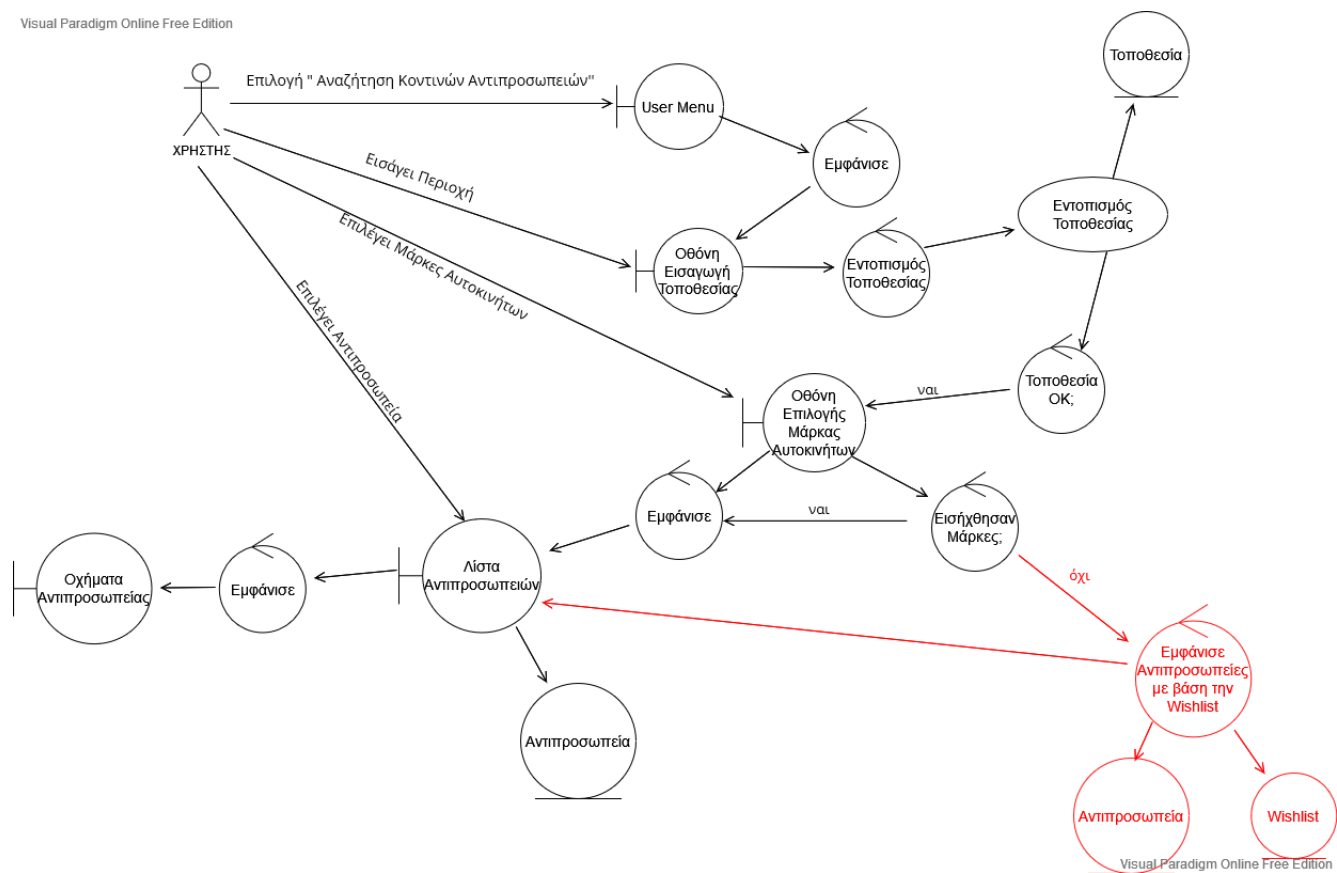 Visual Paradigm Online Free Edition
Τοποθεσία
Επιλογή " Αναζήτηση Κοντινών Αντιπροσωπειών"
User Menu
ΧΡΗΣΤΗΣ
Εμφάνισε
Εισάγει Περιοχή
Εντοπισμός
Τοποθεσίας
Επιλέγει Μάρκες Αυτοκινήτων
Οθόνη
Εισαγωγή
Τοποθεσίας
Εντοπισμός
Τοποθεσίας
Επιλέγει Αντιπροσωπεία
Τοποθεσία
ΟΚ;
ναι
Οθόνη
Επιλογής
Μάρκας
Αυτοκινήτων
Εμφάνισε
ναι
Εισήχθησαν
Μάρκες;
Οχήματα
Αντιπροσωπείας
Εμφάνισε
Λίστα
Αντιπροσωπειών
όχι
Εμφάνισε
Αντιπροσωπείες
με βάση την
Wishlist
Αντιπροσωπεία
Αντιπροσωπεία
Wishlist
Visual Paradigm Online Free Edition